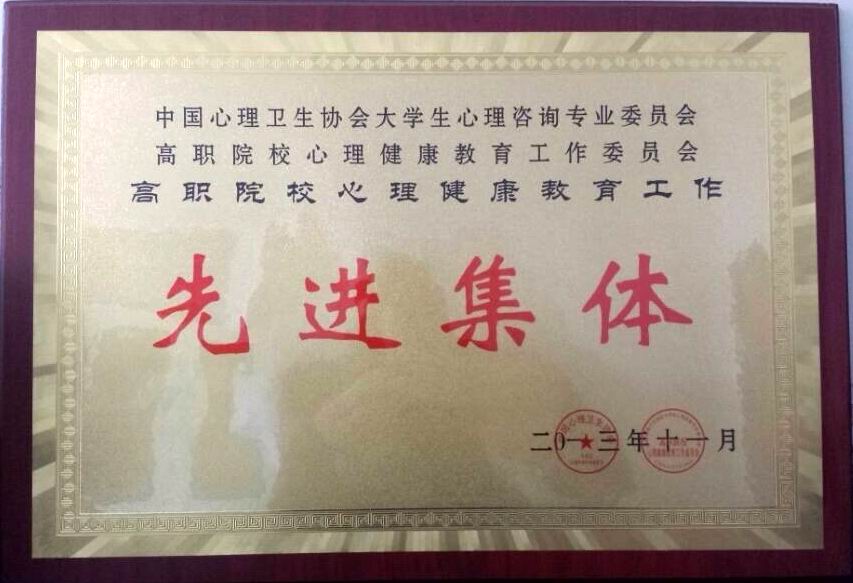 中国心理卫生协会大学生心理咨询专业委员会
高职院校心理健康教育工作委员会
高职院校心理健康教育工作
先进集体
二0一三年十一月